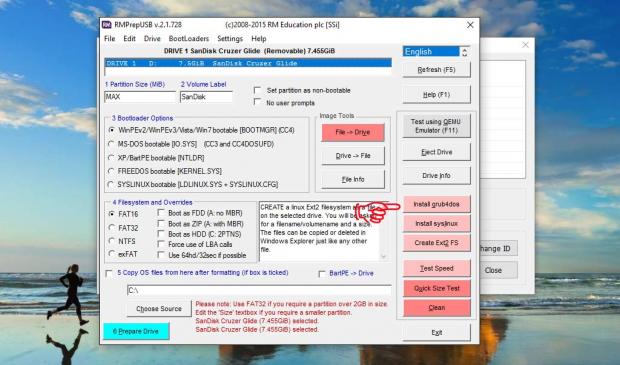 RMPrepUSB v.2.1.728 (c)2008-2015 RM Education plc [SSi]
File Edit Drive BootLoaders Settings Help
DRIVE 1 SanDisk Cruzer Glide (Removable) 7.455GiB
English
DRIVE 1 D: 7.5GiB SanDisk Cruzer Glide
Refresh (F5)
1 Partition Size (MiB) 2 Volume Label
MAX SanDisk
Set partition as non-bootable
No user prompts
Help (F1)
3 Bootloader Options
WinPEv2/WinPEv3/Vista/Win7 bootable [BOOTMGR] (CC4)
MS-DOS bootable [IO.SYS] (CC3 and CC4DOSUFD)
XP/BartPE bootable [NTLDR]
FREEDOS bootable [KERNEL.SYS]
SYSLINUX bootable [LDLINUX.SYS + SYSLINUX.CFG]
Image Tools
File -> Drive
Drive -> File
File Info
Test using QEMU
Emulator (F11)
Eject Drive
Drive Info
4 Filesystem and Overrides
FAT16
FAT32
NTFS
exFAT
Boot as FDD (A: no MBR)
Boot as ZIP (A: with MBR)
Boot as HDD (C: 2PTNS)
Force use of LBA calls
Use 64hd/32sec if possible
CREATE a linux Ext2 filesystem as a file
on the selected drive. You will be asked
for a filename/volumename and a size.
The files can be copied or deleted in
Windows Explorer just like any other
file.
Install grub4dos
Install syslinux
Create Ext2 FS
hange ID
5 Copy OS files from here after formatting (if box is ticked)
BartPE -> Drive
Test Speed
Close
C:\
Quick Size Test
Choose Source
Please note: Use FAT32 if you require a partition over 2GB in size.
Edit the 'Size' textbox if you require a smaller partition.
SanDisk Cruzer Glide (7.455GiB) selected.
SanDisk Cruzer Glide (7.455GiB) selected.
Clean
6 Prepare Drive
Exit